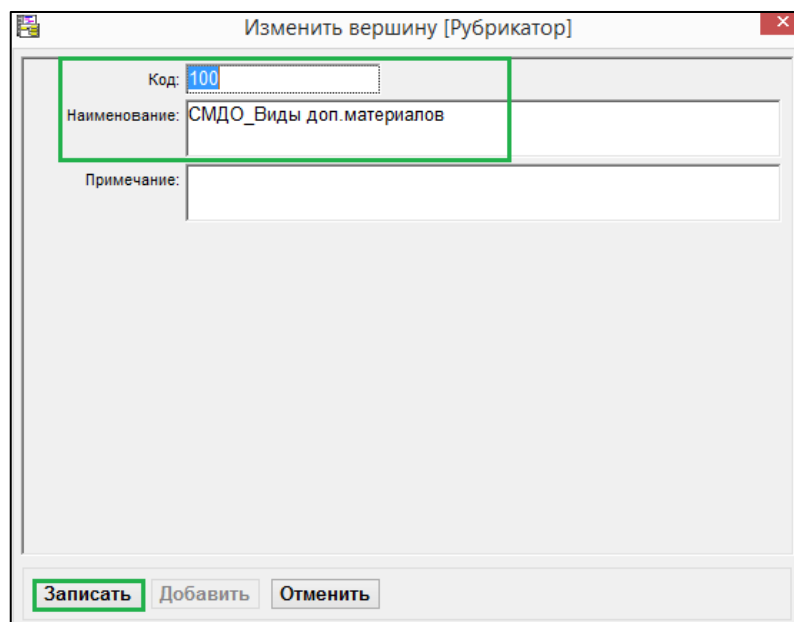 Изменить вершину [Рубрикатор]
Код: 100
Наименование: СМДО_Виды доп.материалов
Примечание:
Записать Добавить Отменить